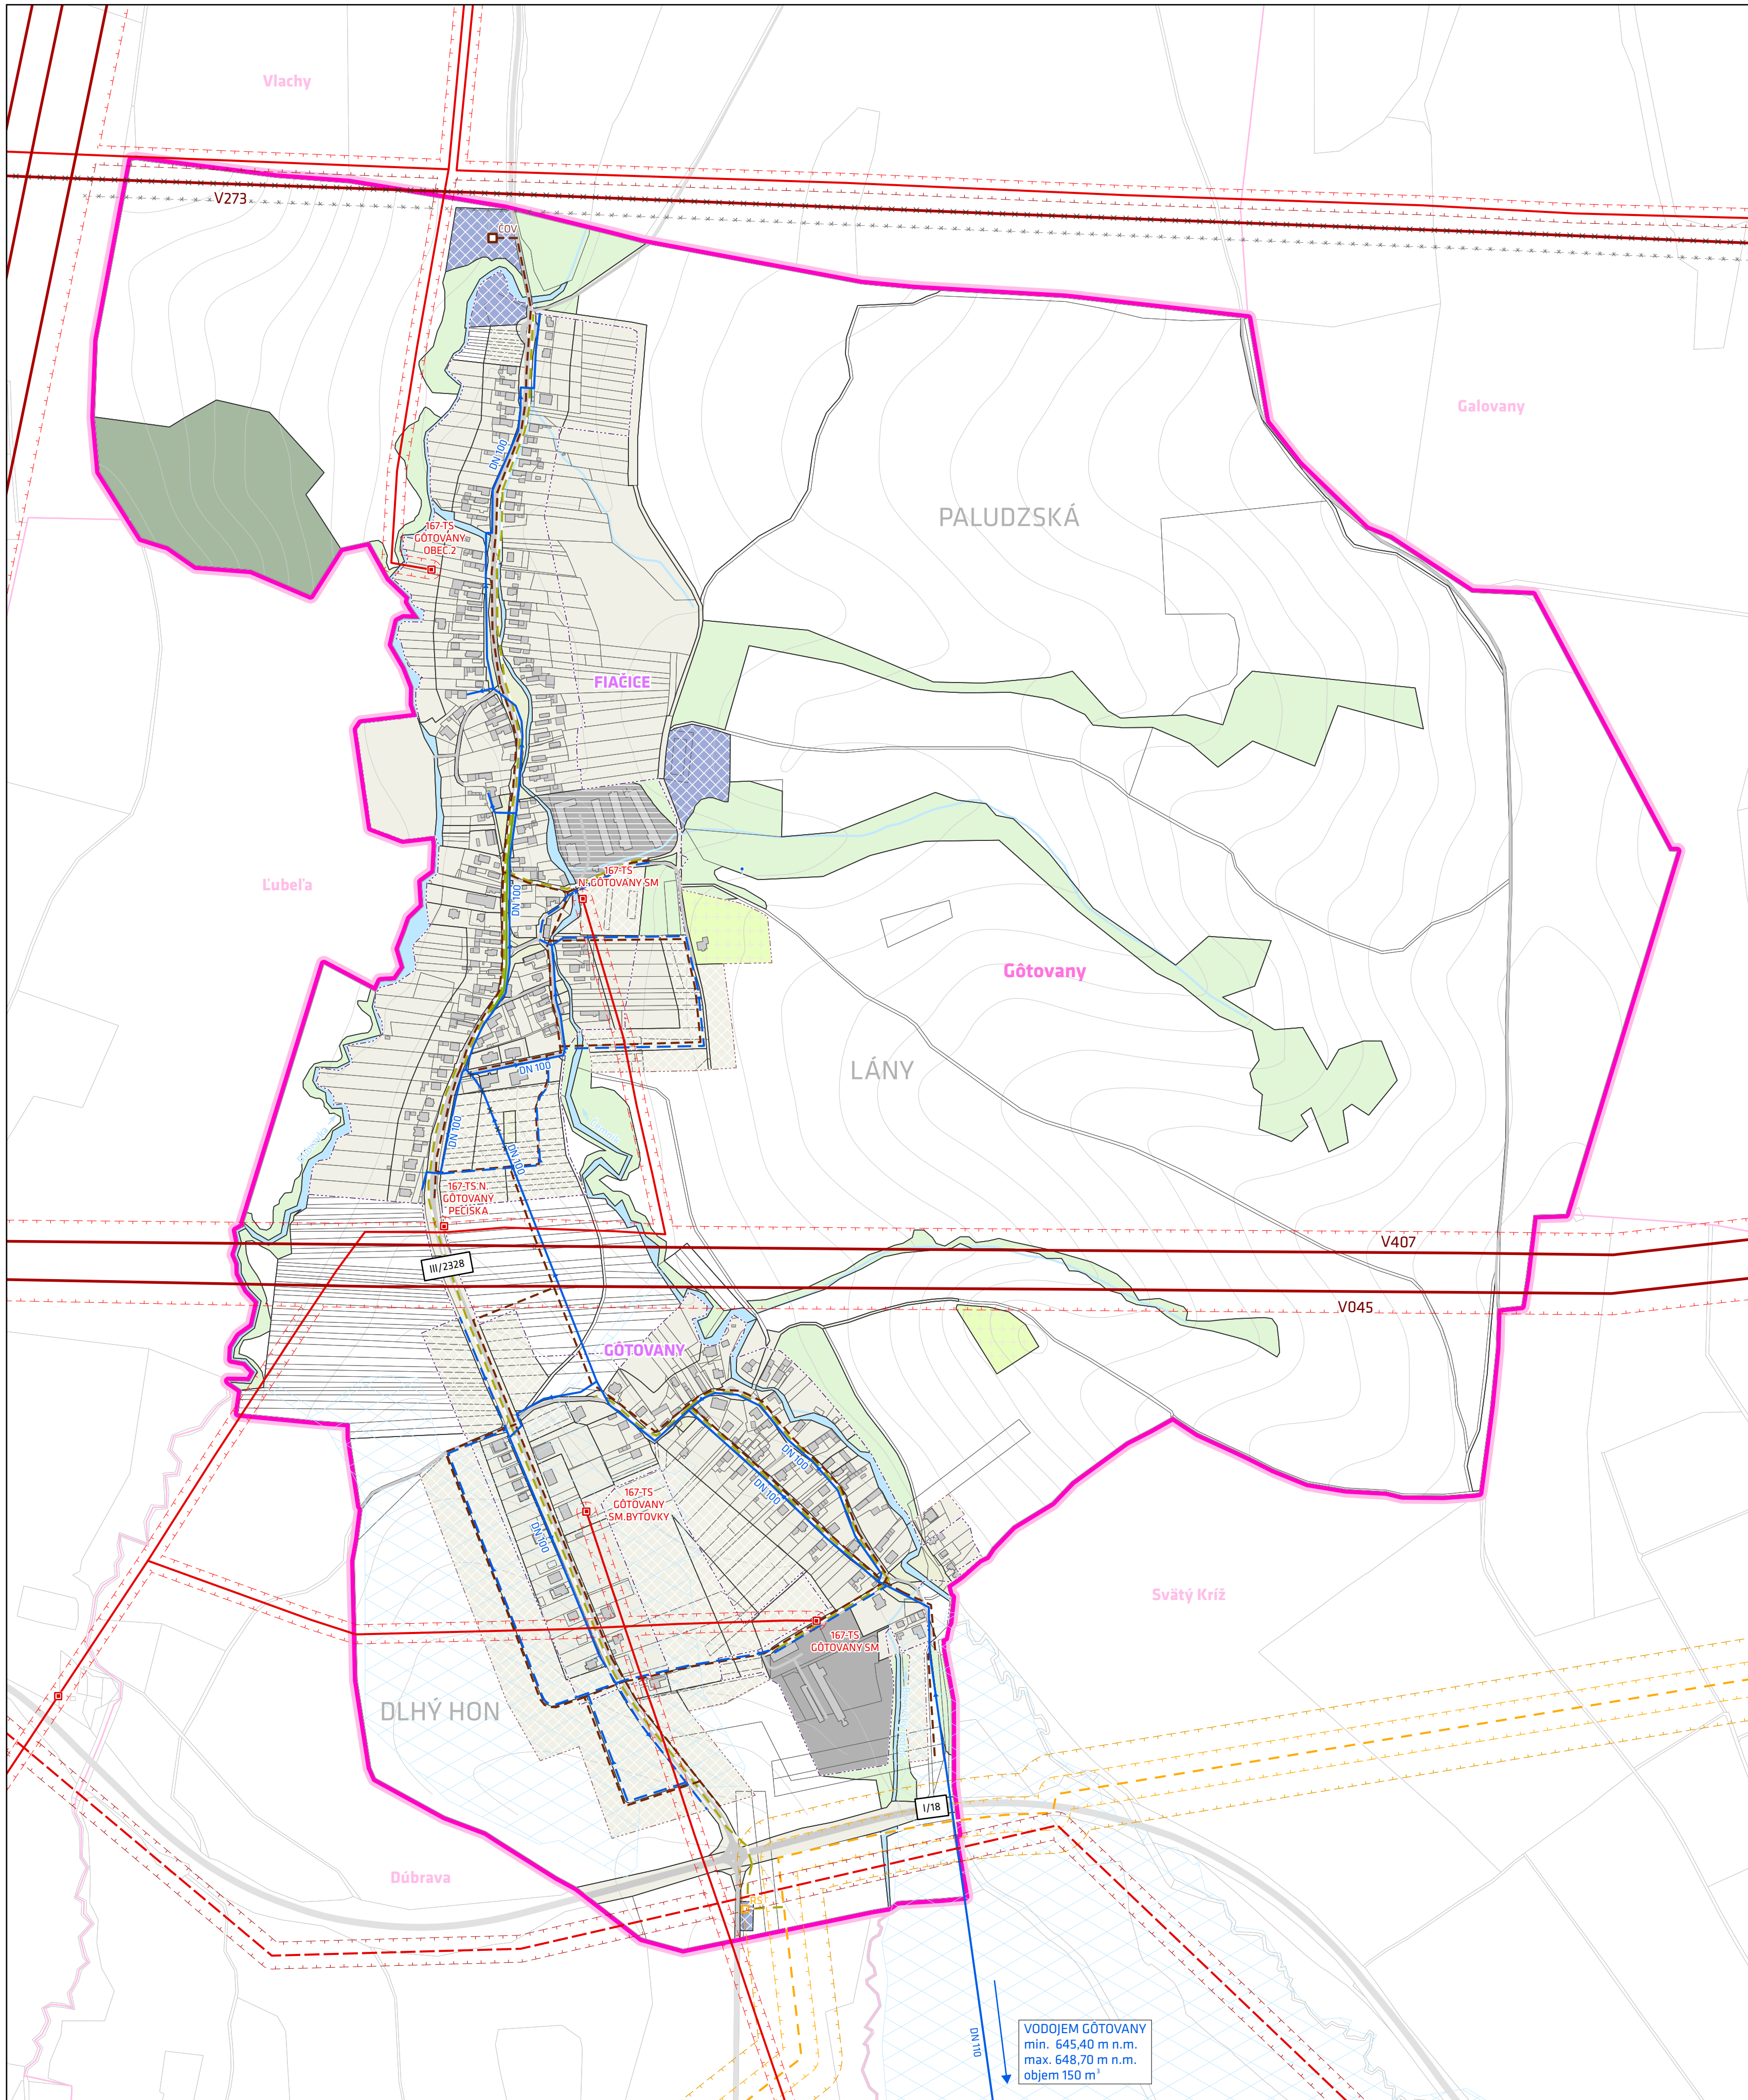 Vlachy
V273
ČOV
Galovany
DN 100
PALUDZSKÁ
167-TS
GÔTOVANY
OBEC.2
FIAČICE
167-TS
N. GÔTOVANY SM
Ľubeľa
DN 100
Gôtovany
DN 100
LÁNY
DN 100
DN 100
167-TS N.
GÔTOVANY
PECISKA
V407
III/2328
V045
GÔTOVANY
DN 100
DN 100
167-TS
GÔTOVANY
SM.BYTOVKY
DN 100
Svätý Kríž
167-TS
GÔTOVANY SM
DLHÝ HON
I/18
Dúbrava
RS
DN 110
VODOJEM GÔTOVANY
min. 645,40 m n.m.
max. 648,70 m n.m.
objem 150 m³